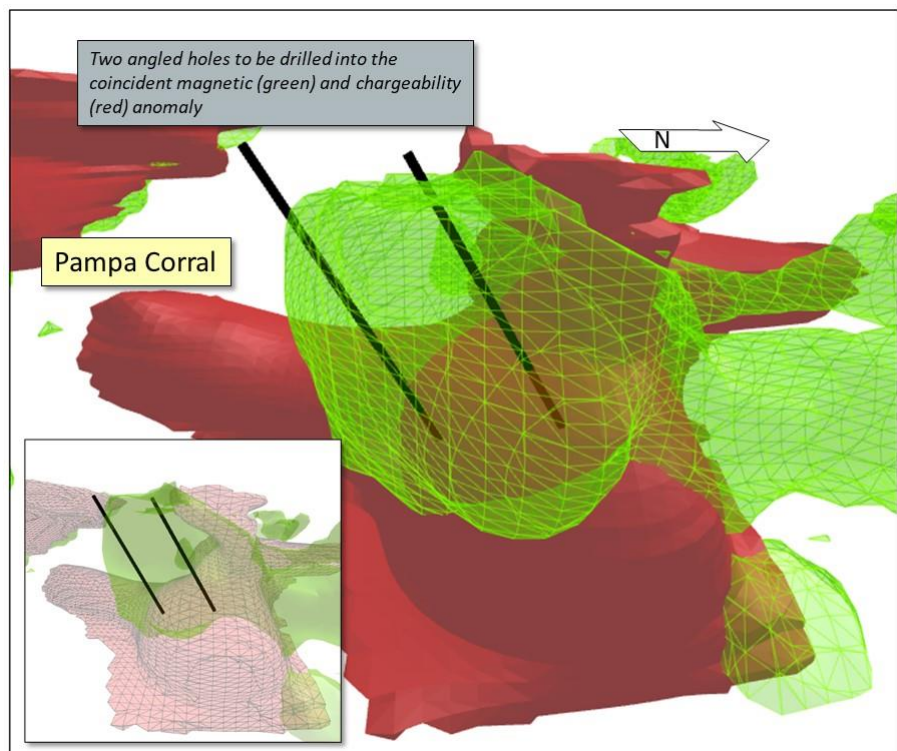 Two angled holes to be drilled into the
coincident magnetic (green) and chargeability
(red) anomaly
N
Pampa Corral